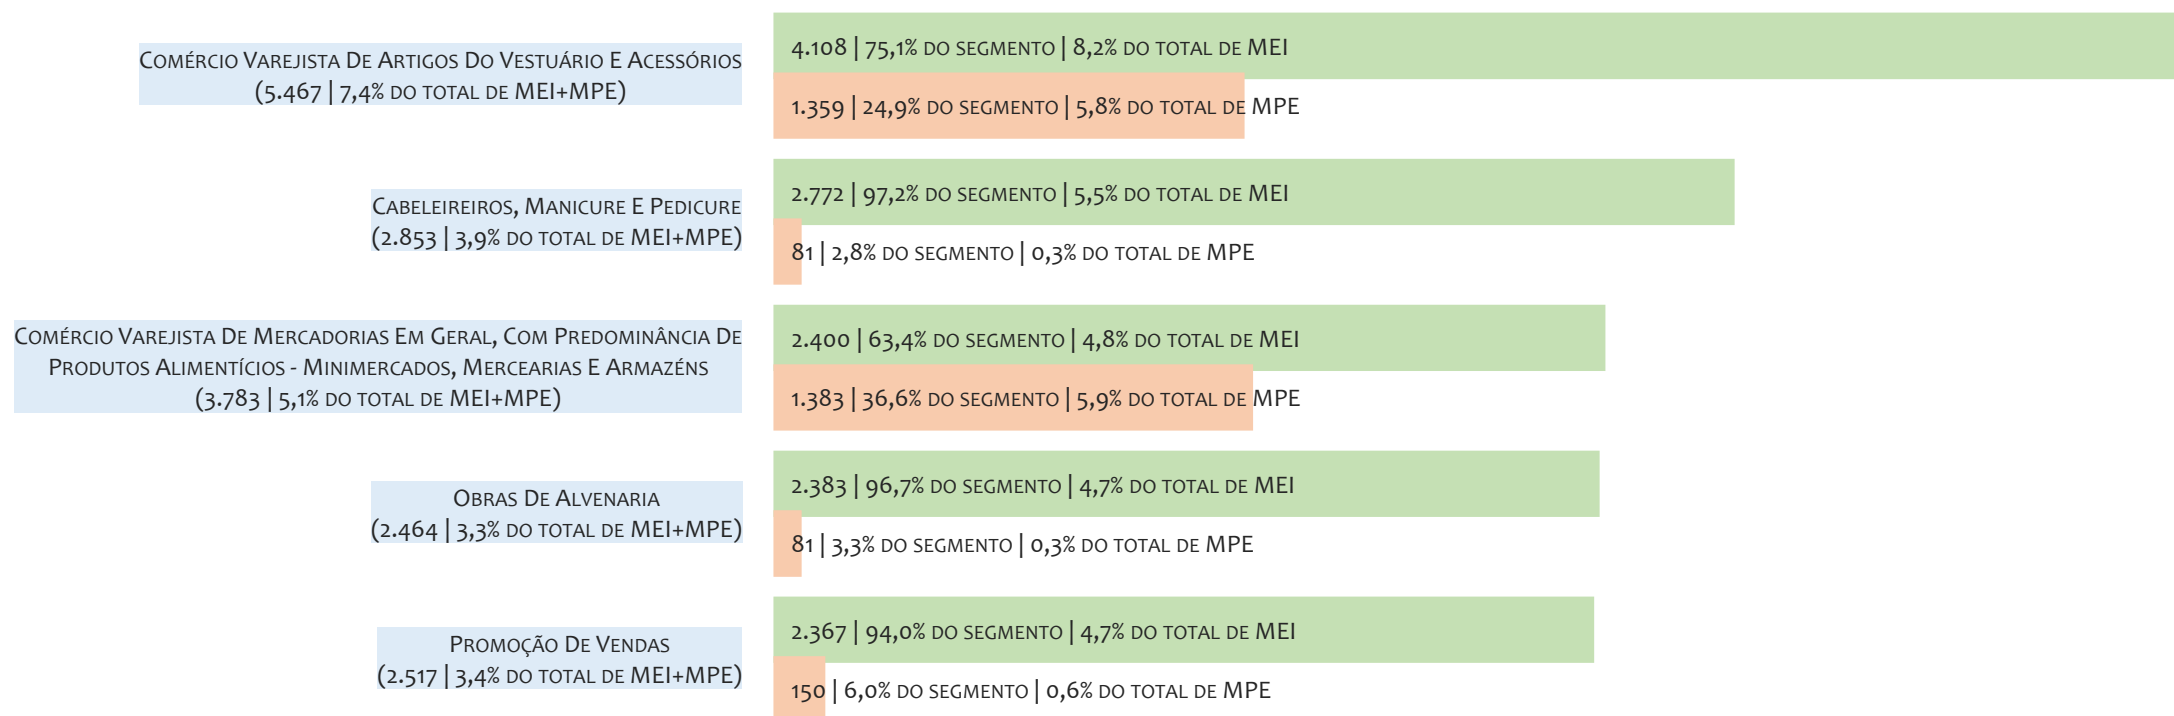 Comércio Varejista De Artigos Do Vestuário E Acessórios
(5.467 | 7,4% do total de MEI+MPE)
4.108 | 75,1% do segmento | 8,2% do total de MEI
1.359 | 24,9% do segmento | 5,8% do total de MPE
Cabeleireiros, Manicure E Pedicure
(2.853 | 3,9% do total de MEI+MPE)
2.772 | 97,2% do segmento | 5,5% do total de MEI
81 | 2,8% do segmento | 0,3% do total de MPE
Comércio Varejista De Mercadorias Em Geral, Com Predominância De
Produtos Alimentícios - Minimercados, Mercearias E Armazéns
(3.783 | 5,1% do total de MEI+MPE)
2.400 | 63,4% do segmento | 4,8% do total de MEI
1.383 | 36,6% do segmento | 5,9% do total de MPE
Obras De Alvenaria
(2.464 | 3,3% do total de MEI+MPE)
2.383 | 96,7% do segmento | 4,7% do total de MEI
81 | 3,3% do segmento | 0,3% do total de MPE
Promoção De Vendas
(2.517 | 3,4% do total de MEI+MPE)
2.367 | 94,0% do segmento | 4,7% do total de MEI
150 | 6,0% do segmento | 0,6% do total de MPE